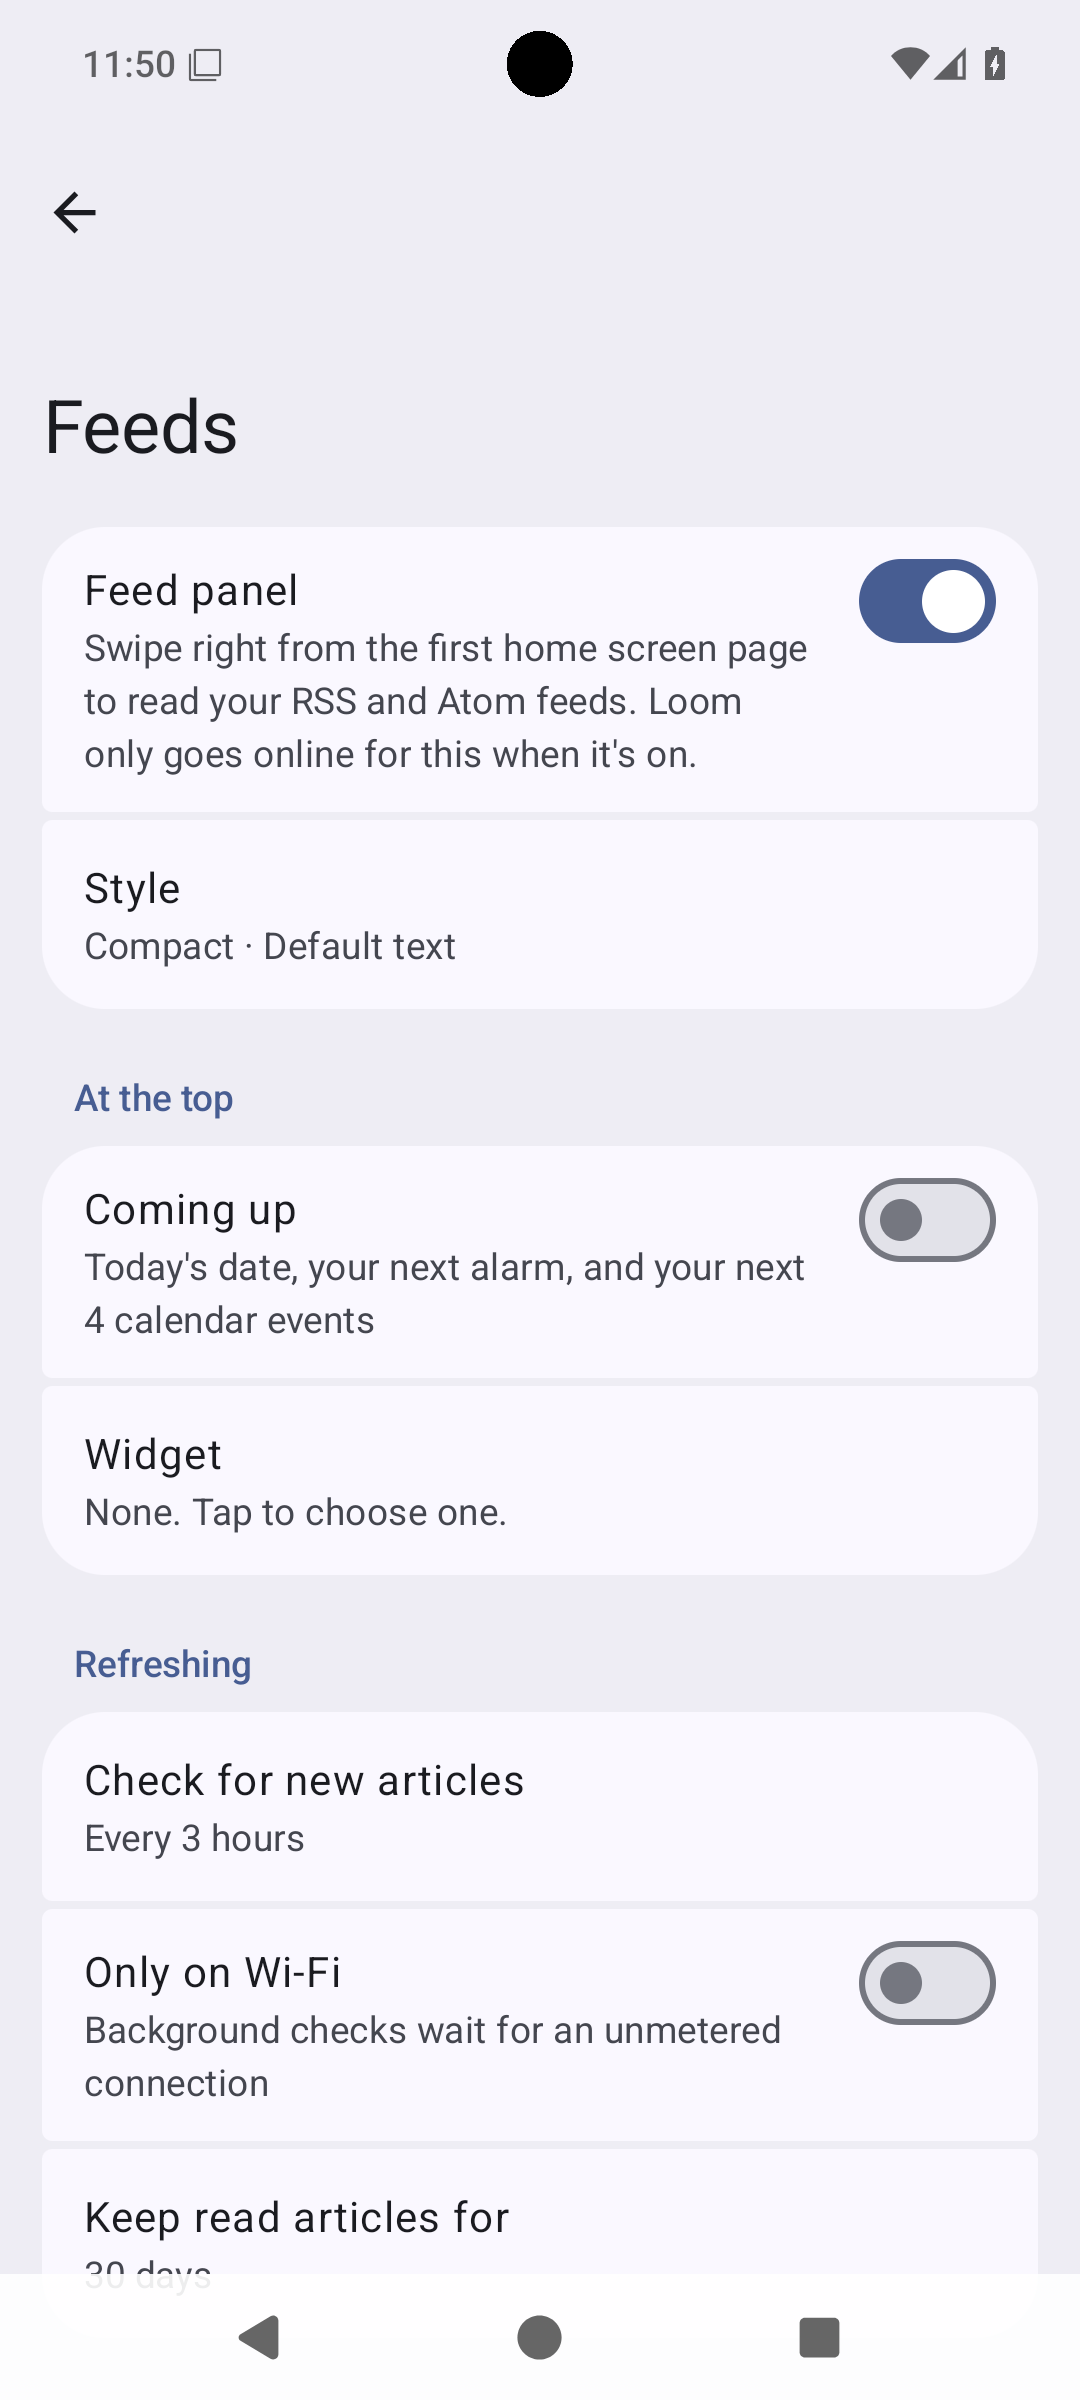 11:50
Feeds
Feed panel
Swipe right from the first home screen page
to read your RSS and Atom feeds. Loom
only goes online for this when it's on.
Style
Compact · Default text
At the top
Coming up
Today's date, your next alarm, and your next
4 calendar events
Widget
None. Tap to choose one.
Refreshing
Check for new articles
Every 3 hours
Only on Wi-Fi
Background checks wait for an unmetered
connection
Keep read articles for
30 days